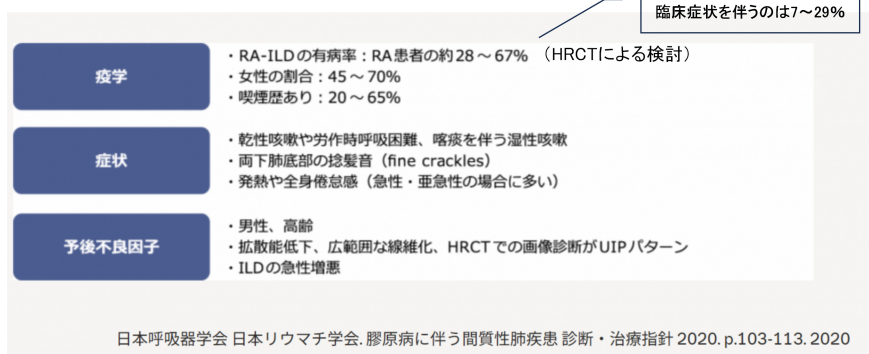 臨床症状を伴うのは7～29%
疫学
・RA-ILDの有病率：RA患者の約28～67% （HRCTによる検討）
・女性の割合：45～70%
・喫煙歴あり：20～65%
症状
・乾性咳嗽や労作時呼吸困難、喀痰を伴う湿性咳嗽
・両下肺底部の捻髪音（fine crackles）
・発熱や全身倦怠感（急性・亜急性の場合に多い）
予後不良因子
・男性、高齢
・拡散能低下、広範囲な線維化、HRCTでの画像診断がUIPパターン
・ILDの急性増悪
日本呼吸器学会 日本リウマチ学会. 膠原病に伴う間質性肺疾患 診断・治療指針 2020. p.103-113. 2020